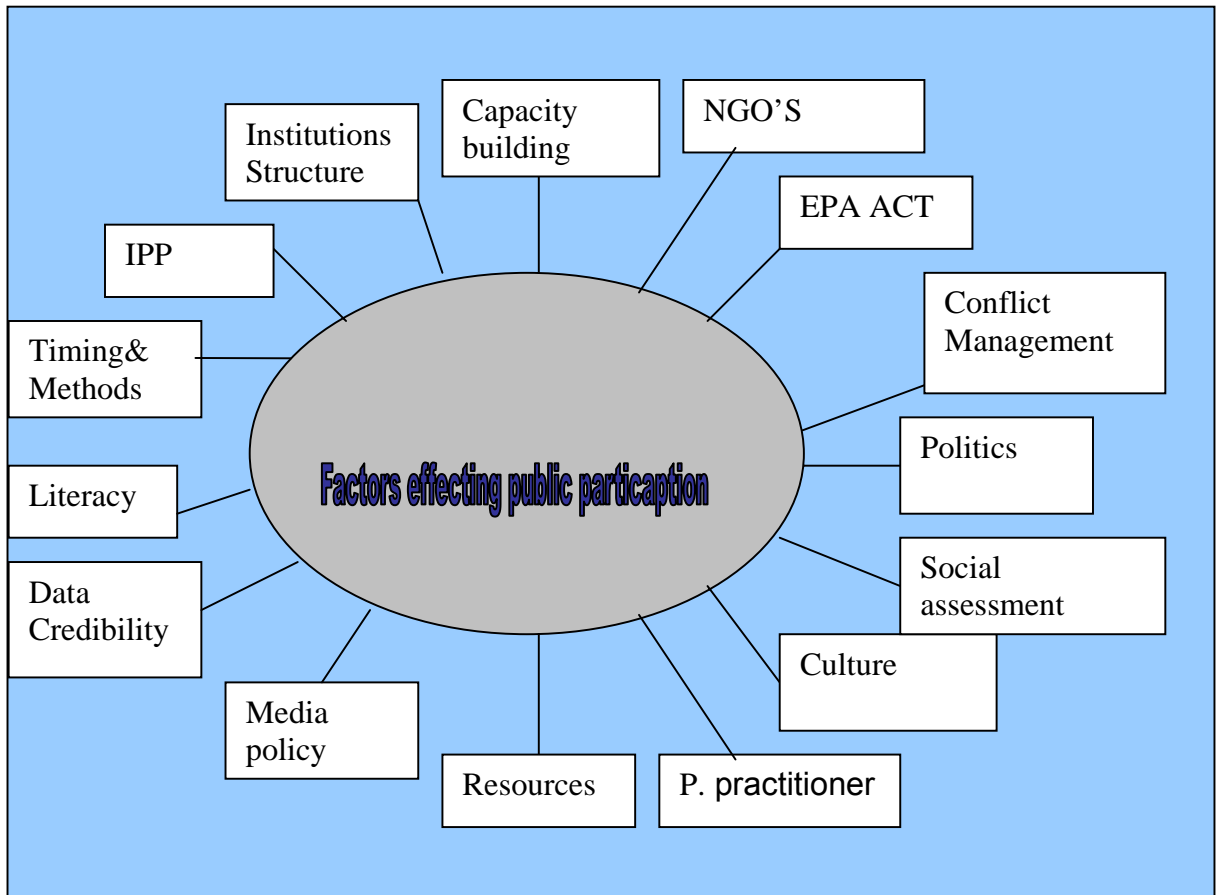 Capacity
building
NGO'S
Institutions
Structure
EPA ACT
IPP
Conflict
Management
Timing&
Methods
Politics
Factors effecting public particaption
Literacy
Social
assessment
Data
Credibility
Culture
Media
policy
Resources
P. practitioner